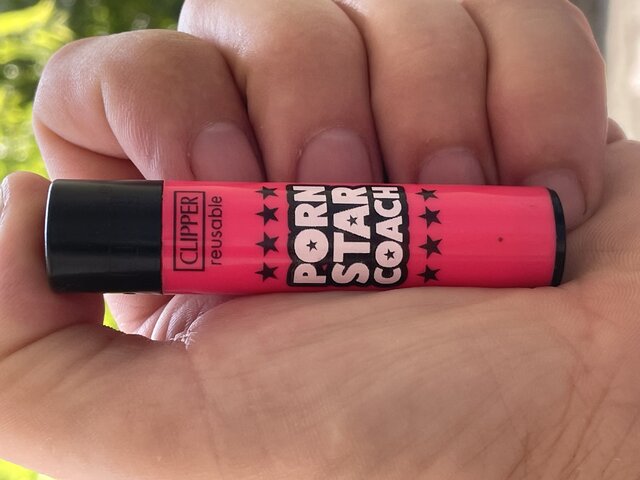 CLIPPER
reusable
PORN
STAR
COACH